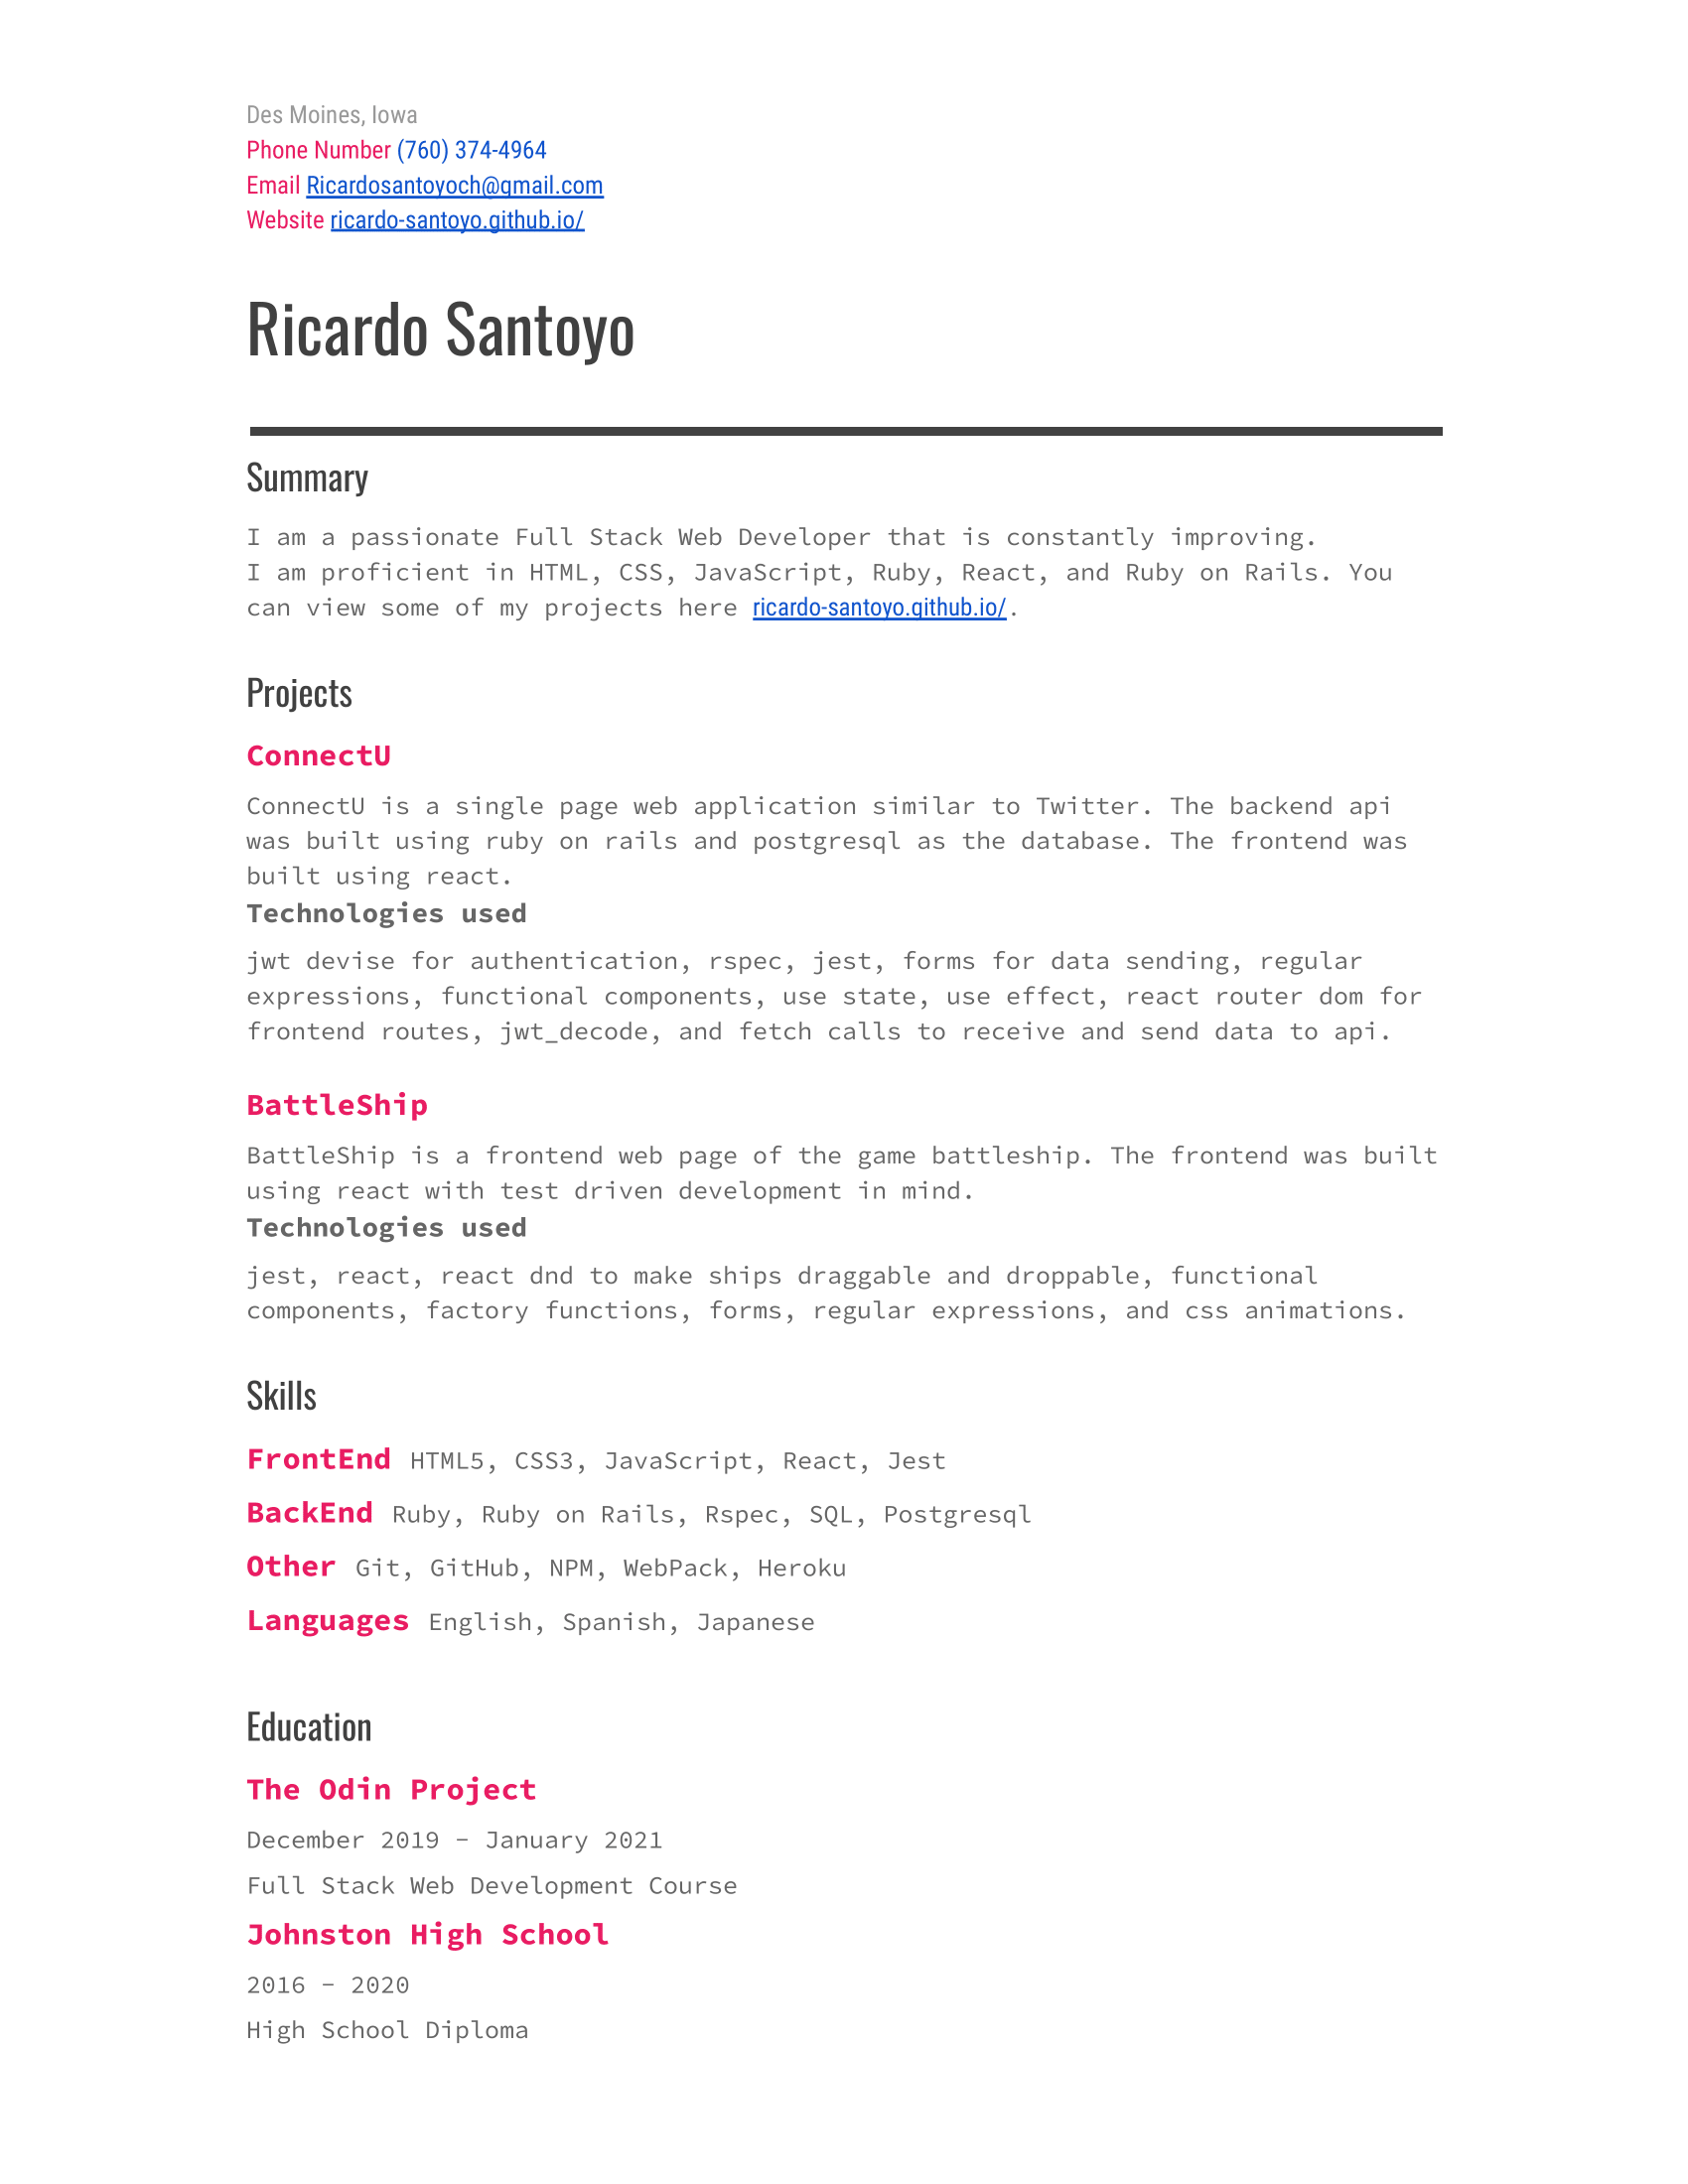 Des Moines, Iowa
Phone Number (760) 374-4964
Email Ricardosantoyoch@gmail.com
Website ricardo-santoyo.github.io/
Ricardo Santoyo
Summary
I am a passionate Full Stack Web Developer that is constantly improving.
I am proficient in HTML, CSS, JavaScript, Ruby, React, and Ruby on Rails. You
can view some of my projects here ricardo-santoyo.github.io/.
Projects
ConnectU
ConnectU is a single page web application similar to Twitter. The backend api
was built using ruby on rails and postgresql as the database. The frontend was
built using react.
Technologies used
jwt devise for authentication, rspec, jest, forms for data sending, regular
expressions, functional components, use state, use effect, react router dom for
frontend routes, jwt_decode, and fetch calls to receive and send data to api.
BattleShip
BattleShip is a frontend web page of the game battleship. The frontend was built
using react with test driven development in mind.
Technologies used
jest, react, react dnd to make ships draggable and droppable, functional
components, factory functions, forms, regular expressions, and css animations.
Skills
FrontEnd HTML5, CSS3, JavaScript, React, Jest
BackEnd Ruby, Ruby on Rails, Rspec, SQL, Postgresql
Other Git, GitHub, NPM, WebPack, Heroku
Languages English, Spanish, Japanese
Education
The Odin Project
December 2019 - January 2021
Full Stack Web Development Course
Johnston High School
2016 - 2020
High School Diploma